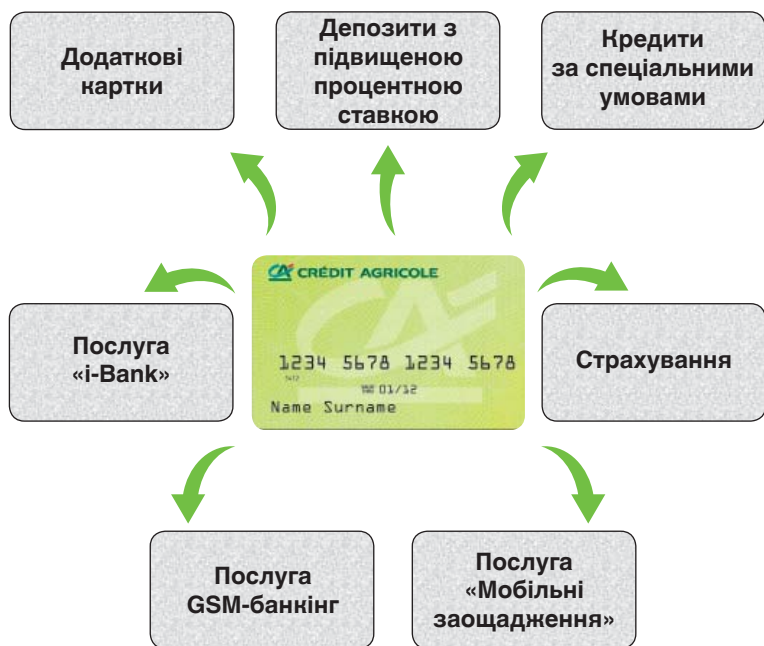 Додаткові
картки
Депозити з
підвищеною
процентною
ставкою
Кредити
за спеціальними
умовами
CRÉDIT AGRICOLE
1234 5678 1234 5678
01/12
Name Surname
Послуга
«i-Bank»
Страхування
Послуга
GSM-банкінг
Послуга
«Мобільні
заощадження»